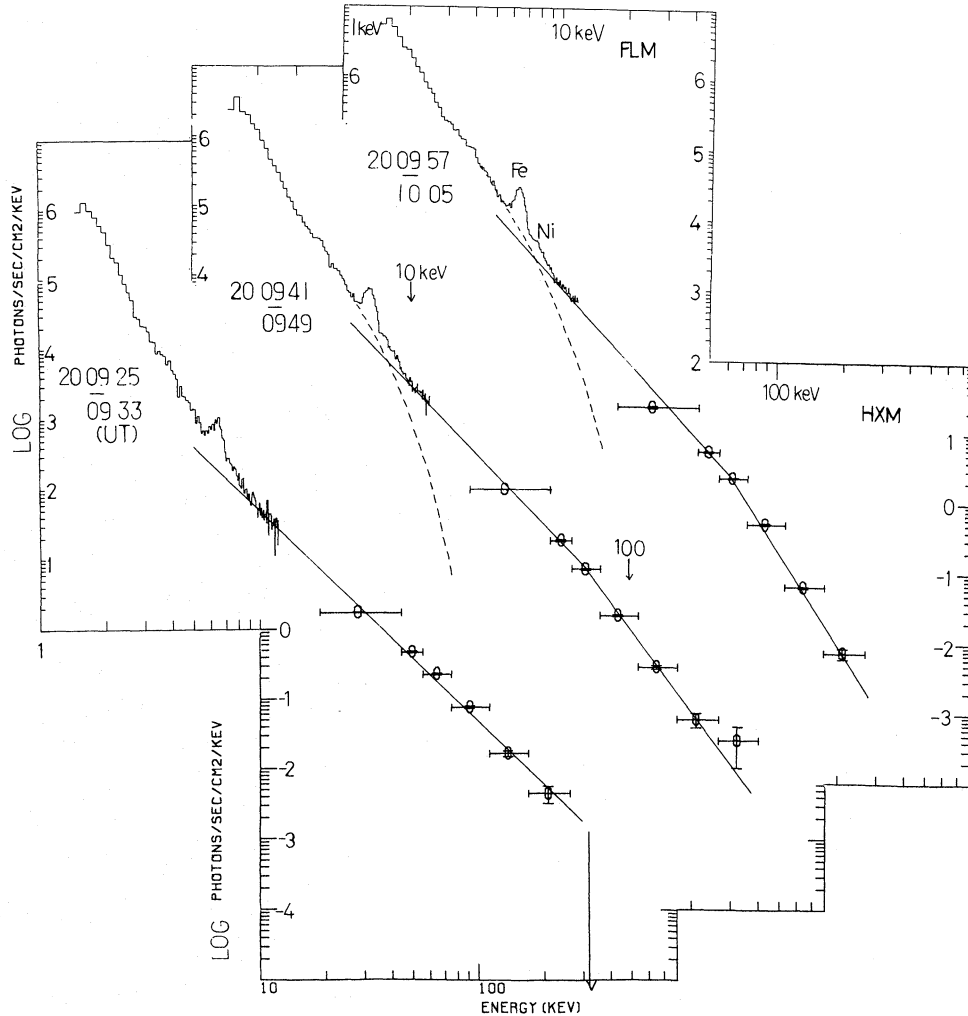 1keV
10 keV
FLM
6
6
5
4
3
2
20 09 57
10 05
Fe
Ni
6
5
4
20 09 41
09 49
10 keV
LOG PHOTONS/SEC/CM2/KEV
6
5
4
3
2
1
0
1
20 09 25
09 33
(UT)
100 keV
HXM
1
0
-1
-2
-3
100
LOG PHOTONS/SEC/CM2/KEV
-1
-2
-3
-4
10
100
ENERGY (KEV)